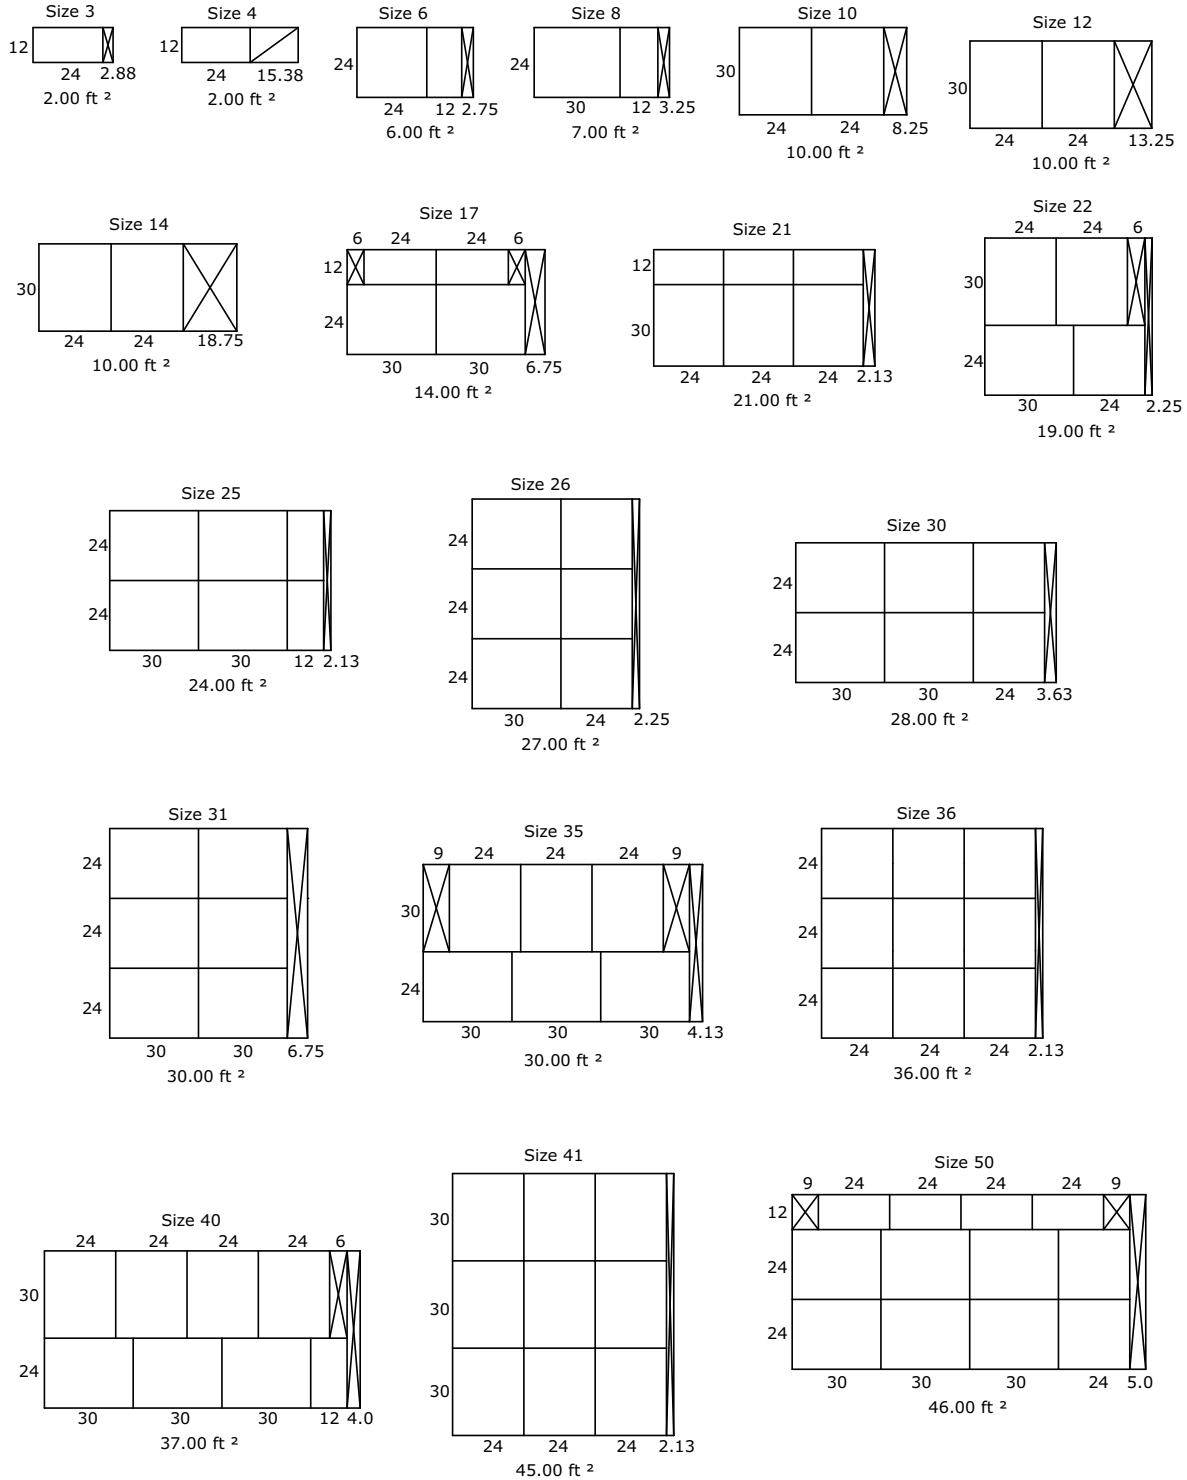 Size 3
12
24 2.88
2.00 ft ²
Size 4
12
24 15.38
2.00 ft ²
Size 6
24
24 12 2.75
6.00 ft ²
Size 8
24
30 12 3.25
7.00 ft ²
Size 10
30
24 24 8.25
10.00 ft ²
Size 12
30
24 24 13.25
10.00 ft ²
Size 14
30
24 24 18.75
10.00 ft ²
Size 17
6 24 24 6
12
24
30 30 6.75
14.00 ft ²
Size 21
12
30
24 24 24 2.13
21.00 ft ²
Size 22
24 24 6
30
24
30 24 2.25
19.00 ft ²
Size 25
24
24
30 30 12 2.13
24.00 ft ²
Size 26
24
24
24
30 24 2.25
27.00 ft ²
Size 30
24
24
30 30 24 3.63
28.00 ft ²
Size 31
24
24
24
30 30 6.75
30.00 ft ²
Size 35
9 24 24 24 9
30
24
30 30 30 4.13
30.00 ft ²
Size 36
24
24
24
24 24 24 2.13
36.00 ft ²
Size 40
24 24 24 24 6
30
24
30 30 30 12 4.0
37.00 ft ²
Size 41
30
30
30
24 24 24 2.13
45.00 ft ²
Size 50
9 24 24 24 24 9
12
24
24
30 30 30 24 5.0
46.00 ft ²